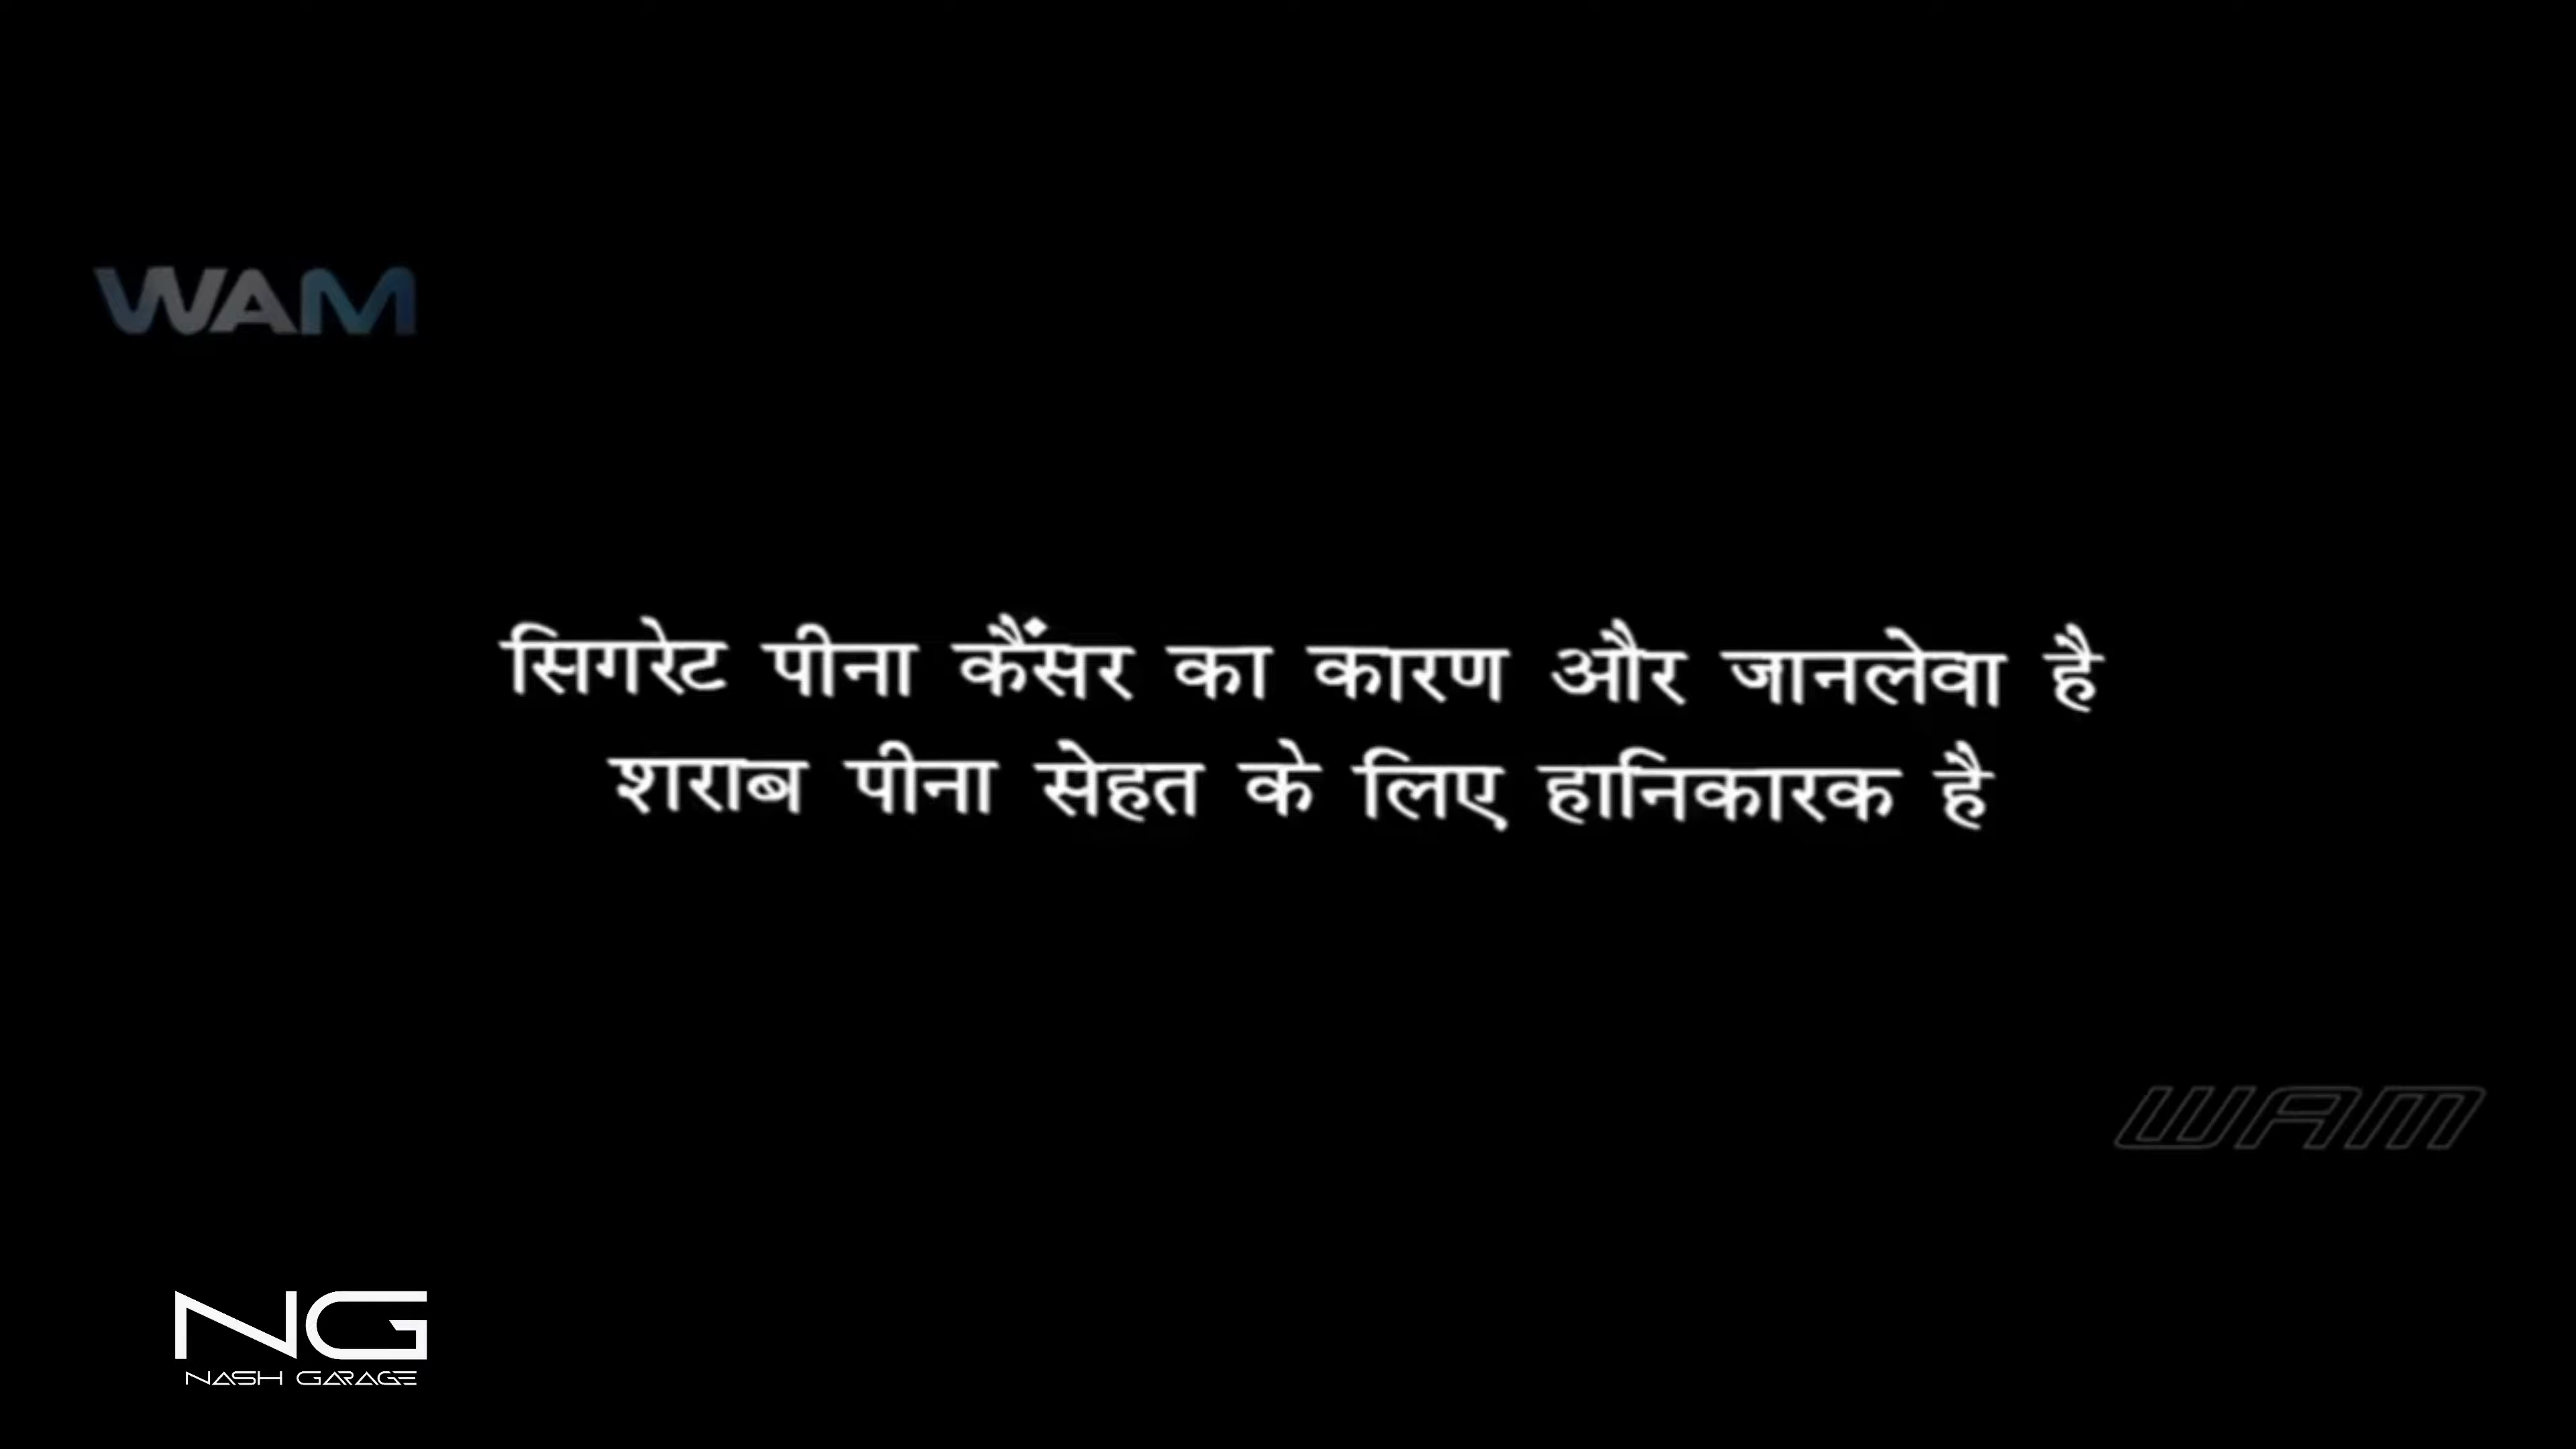 WAM
सिगरेट पीना कैंसर का कारण और जानलेवा है
शराब पीना सेहत के लिए हानिकारक है
WAM
NG
NASH GARAGE